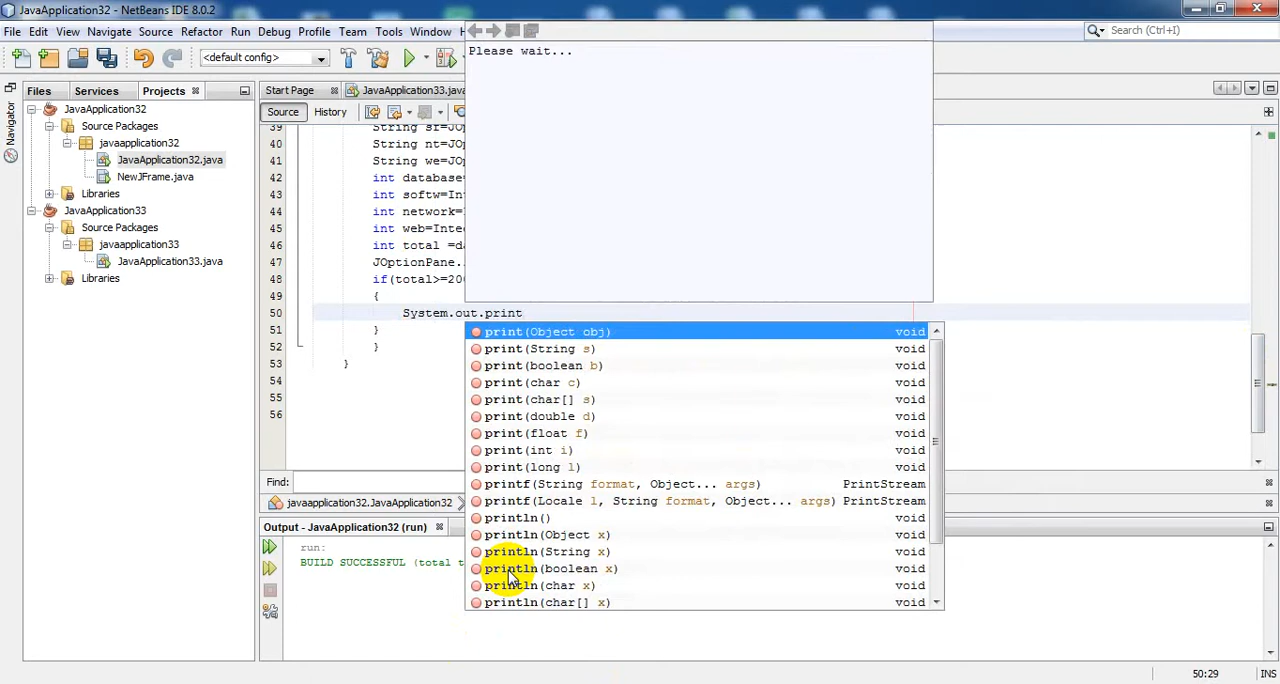 JavaApplication32 - NetBeans IDE 8.0.2
File Edit View Navigate Source Refactor Run Debug Profile Team Tools Window
Search (Ctrl+I)
<default config>
Please wait...
Files Services Projects
Start Page JavaApplication33.java
Source History
Navigator
JavaApplication32
Source Packages
javaapplication32
JavaApplication32.java
NewJFrame.java
Libraries
JavaApplication33
Source Packages
javaapplication33
JavaApplication33.java
Libraries
39 String sr=JO
40 String nt=JO
41 String we=JO
42 int database=
43 int softw=In
44 int network=
45 int web=Inte
46 int total =da
47 JOptionPane.
48 if(total>=200
49 {
50 System.out.print
51 }
52 }
53 }
54
55
56
print(Object obj) void
print(String s) void
print(boolean b) void
print(char c) void
print(char[] s) void
print(double d) void
print(float f) void
print(int i) void
print(long l) void
printf(String format, Object... args) PrintStream
printf(Locale l, String format, Object... args) PrintStream
println() void
println(Object x) void
println(String x) void
println(boolean x) void
println(char x) void
println(char[] x) void
Find:
javaapplication32.JavaApplication32
Output - JavaApplication32 (run)
run:
BUILD SUCCESSFUL (total t
50:29 INS